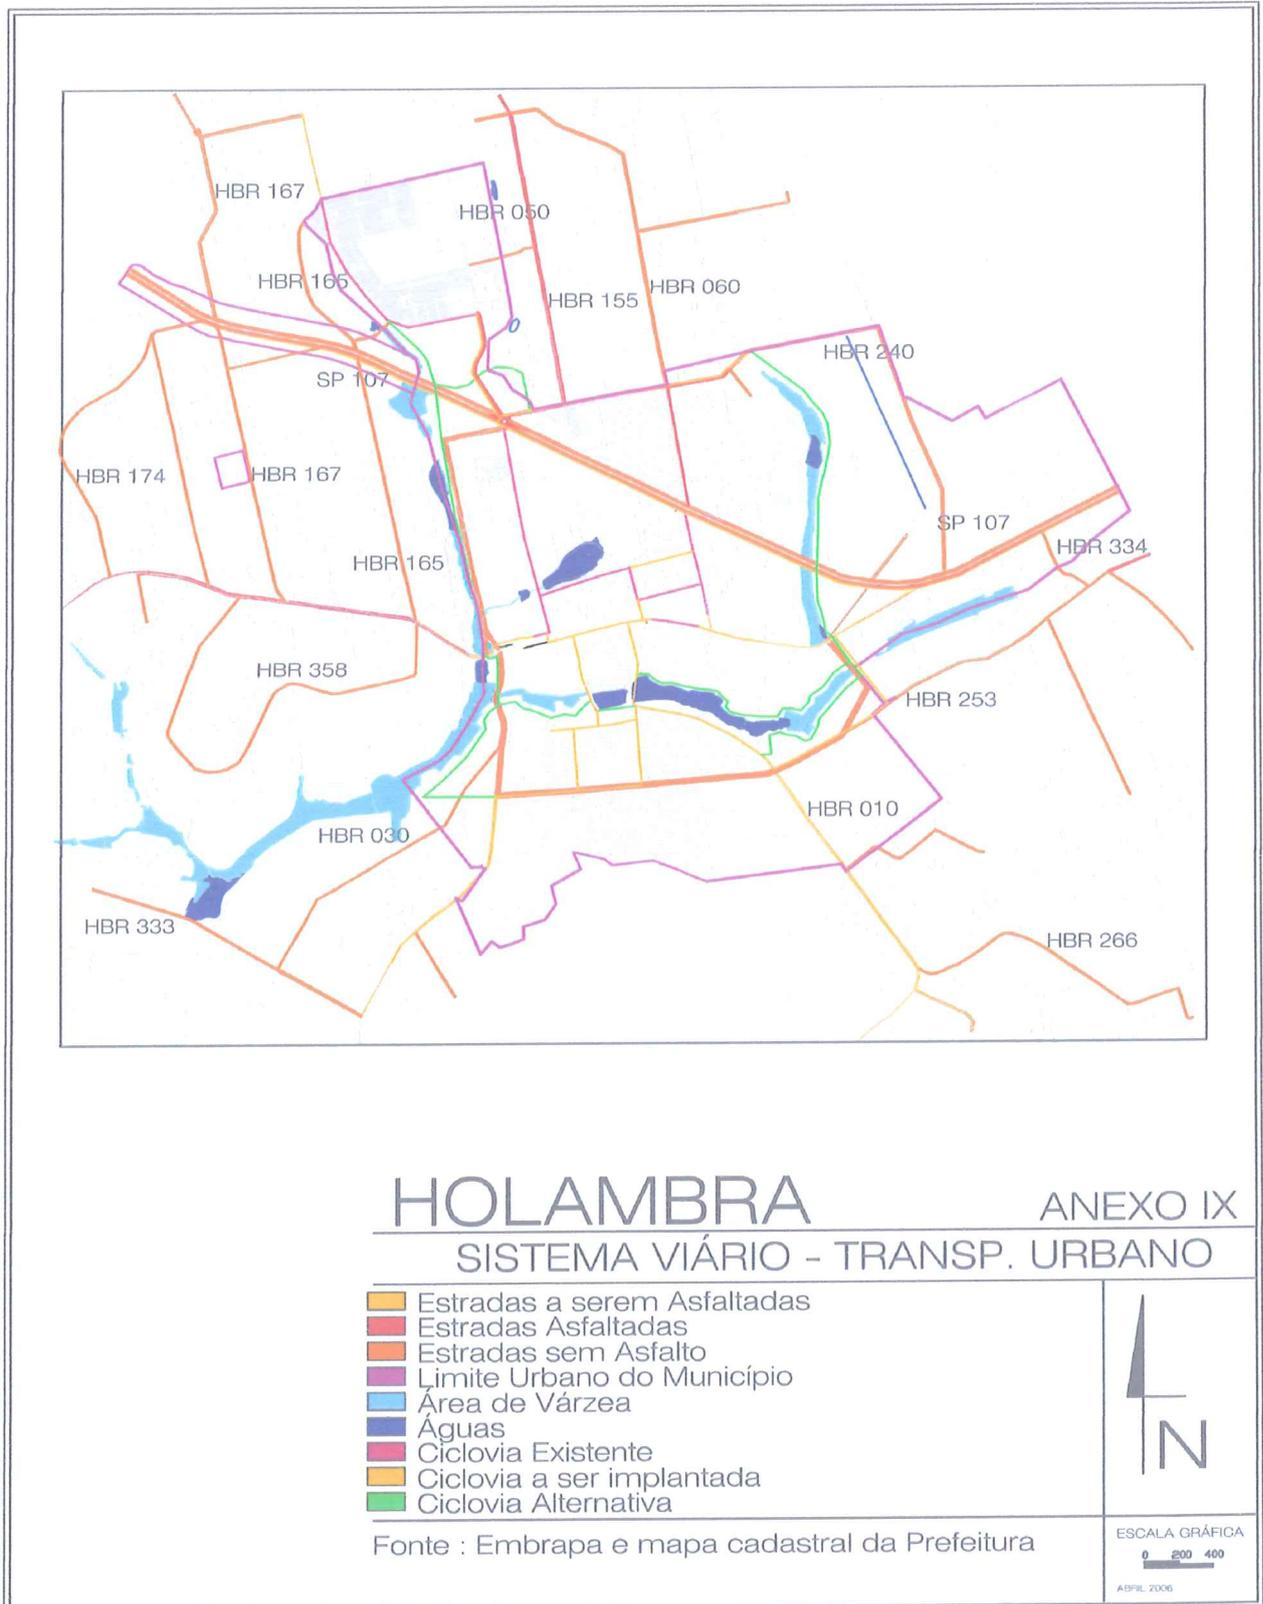 HBR 167
HBR 050
HBR 165
HBR 155
HBR 060
HBR 240
SP 107
HBR 174
HBR 167
SP 107
HBR 334
HBR 165
HBR 358
HBR 253
HBR 010
HBR 030
HBR 333
HBR 266
HOLAMBRA
ANEXO IX
SISTEMA VIÁRIO - TRANSP. URBANO
Estradas a serem Asfaltadas
Estradas Asfaltadas
Estradas sem Asfalto
Limite Urbano do Município
Área de Várzea
Águas
Ciclovia Existente
Ciclovia a ser implantada
Ciclovia Alternativa
N
Fonte : Embrapa e mapa cadastral da Prefeitura
ESCALA GRÁFICA
0 200 400
ABRIL 2006